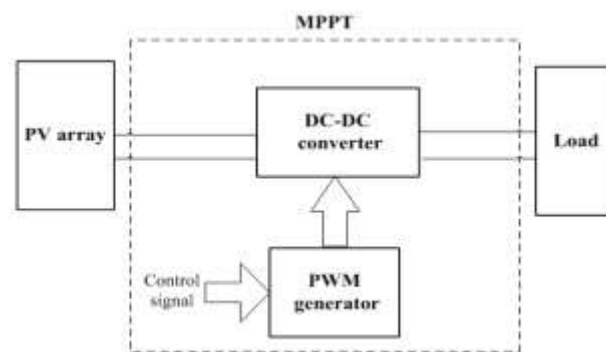 MPPT
PV array
DC-DC
converter
Load
Control
signal
PWM
generator